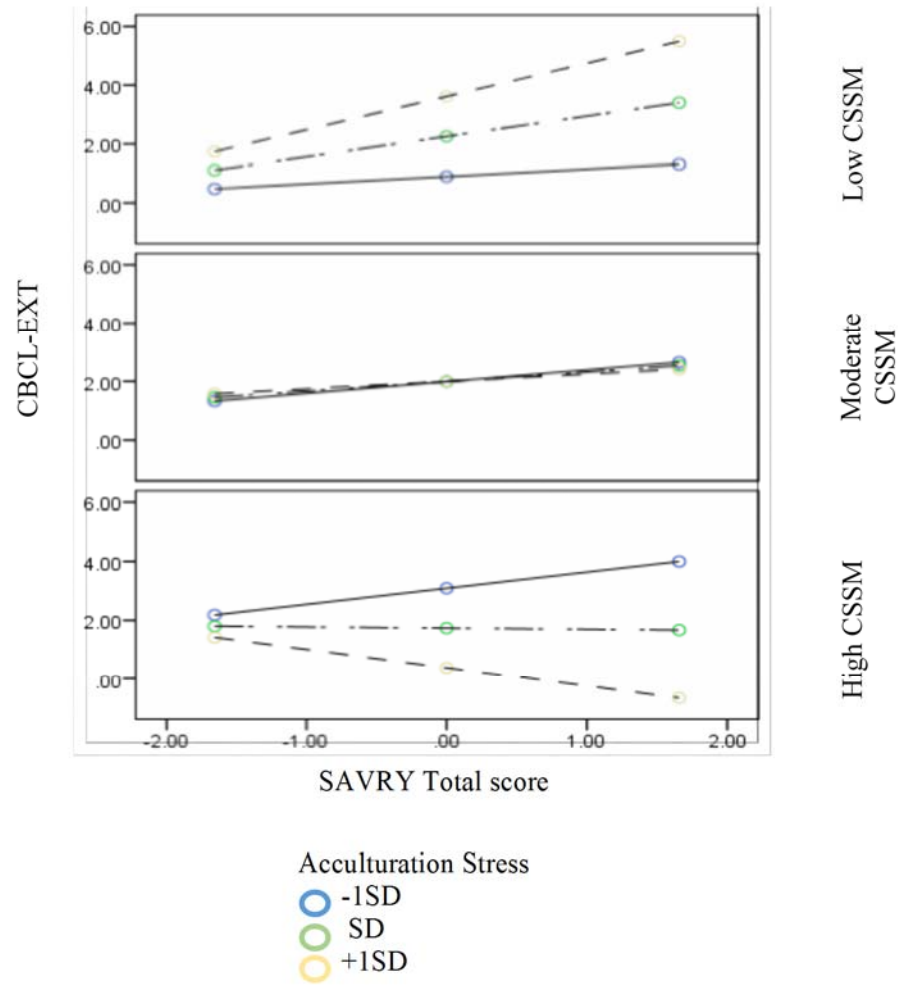 6.00
4.00
2.00
.00
Low CSSM
6.00
4.00
2.00
.00
CBCL-EXT
Moderate
CSSM
6.00
4.00
2.00
.00
High CSSM
-2.00 -1.00 .00 1.00 2.00
SAVRY Total score
Acculturation Stress
-1SD
SD
+1SD